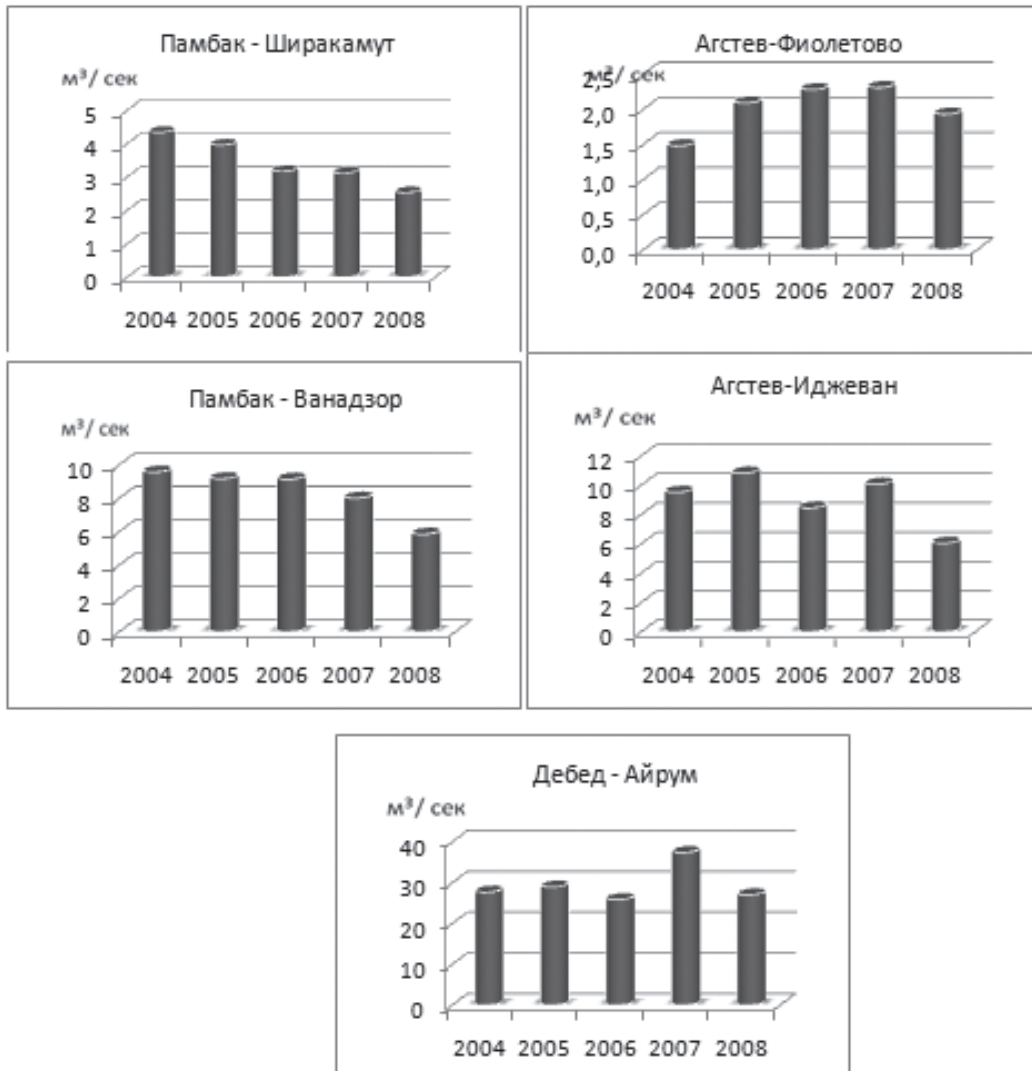 Памбак - Ширакамут
м³/ сек
5
4
3
2
1
0
2004 2005 2006 2007 2008
Агстев-Фиолетово
м³/ сек
2,5
2,0
1,5
1,0
0,5
0,0
2004 2005 2006 2007 2008
Памбак - Ванадзор
м³/ сек
10
8
6
4
2
0
2004 2005 2006 2007 2008
Агстев-Иджеван
м³/ сек
12
10
8
6
4
2
0
2004 2005 2006 2007 2008
Дебед - Айрум
м³/ сек
40
30
20
10
0
2004 2005 2006 2007 2008